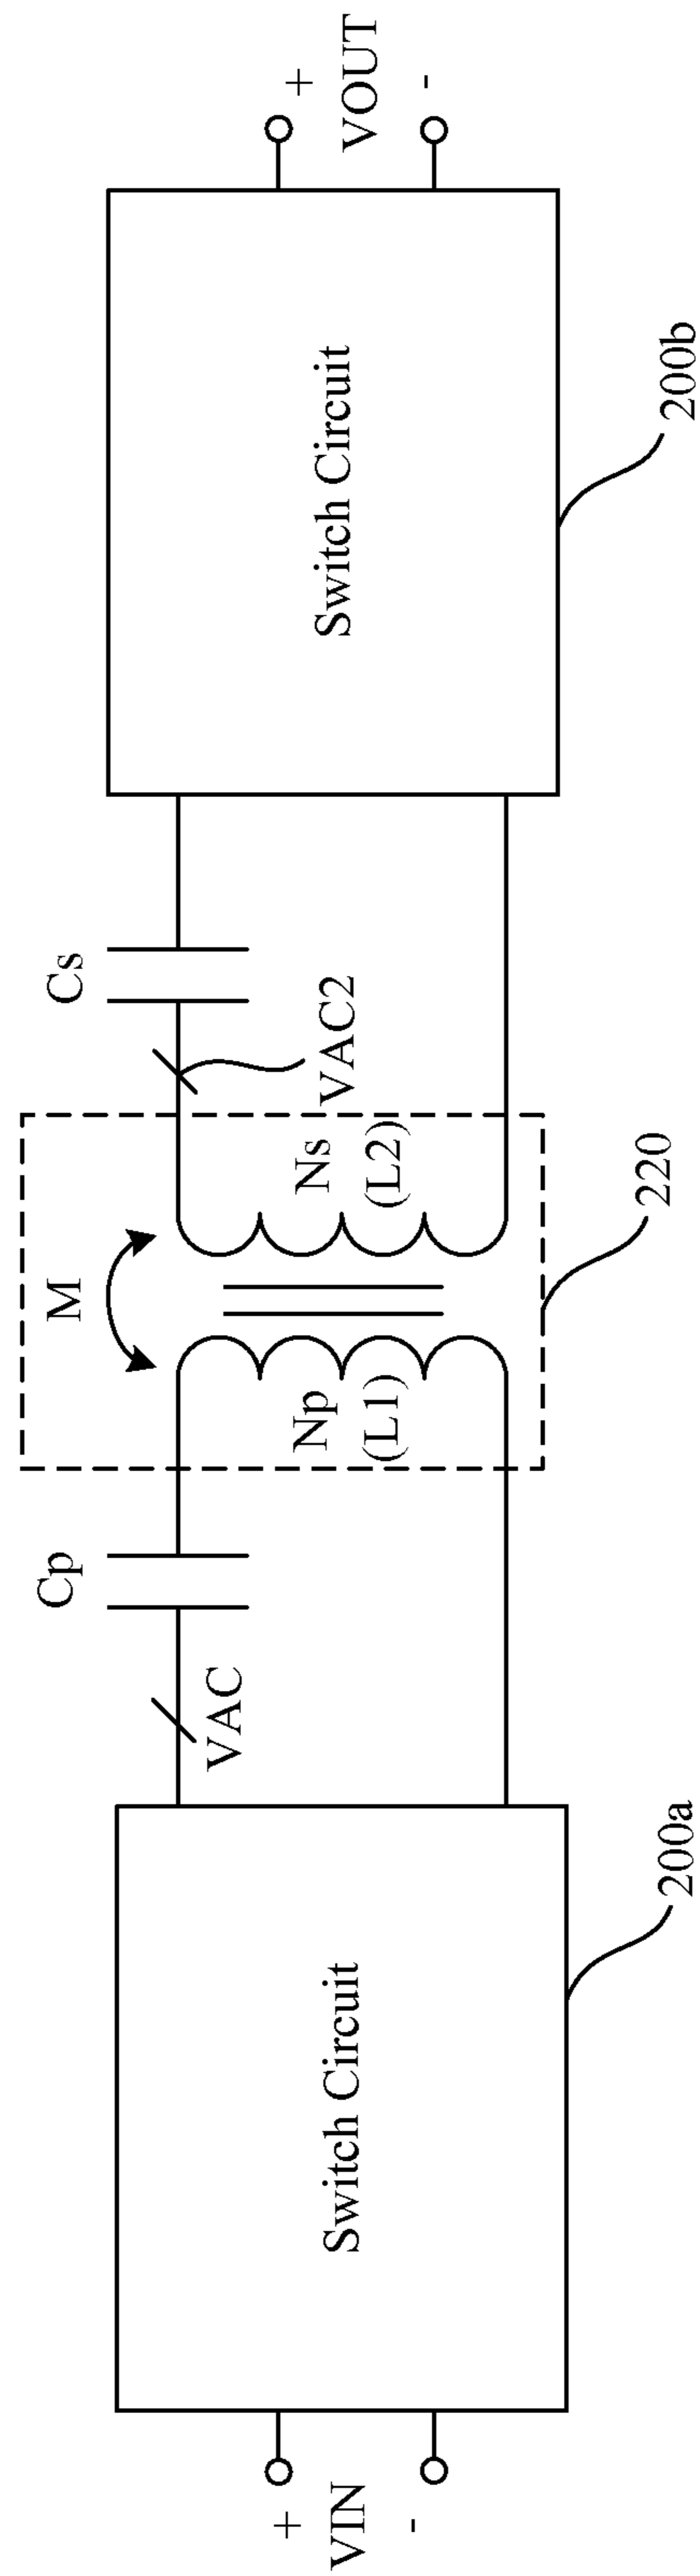 +
VIN
-
Switch Circuit
200a
VAC
Cp
M
Np
(L1)
Ns
(L2)
220
VAC2
Cs
Switch Circuit
200b
+
VOUT
-